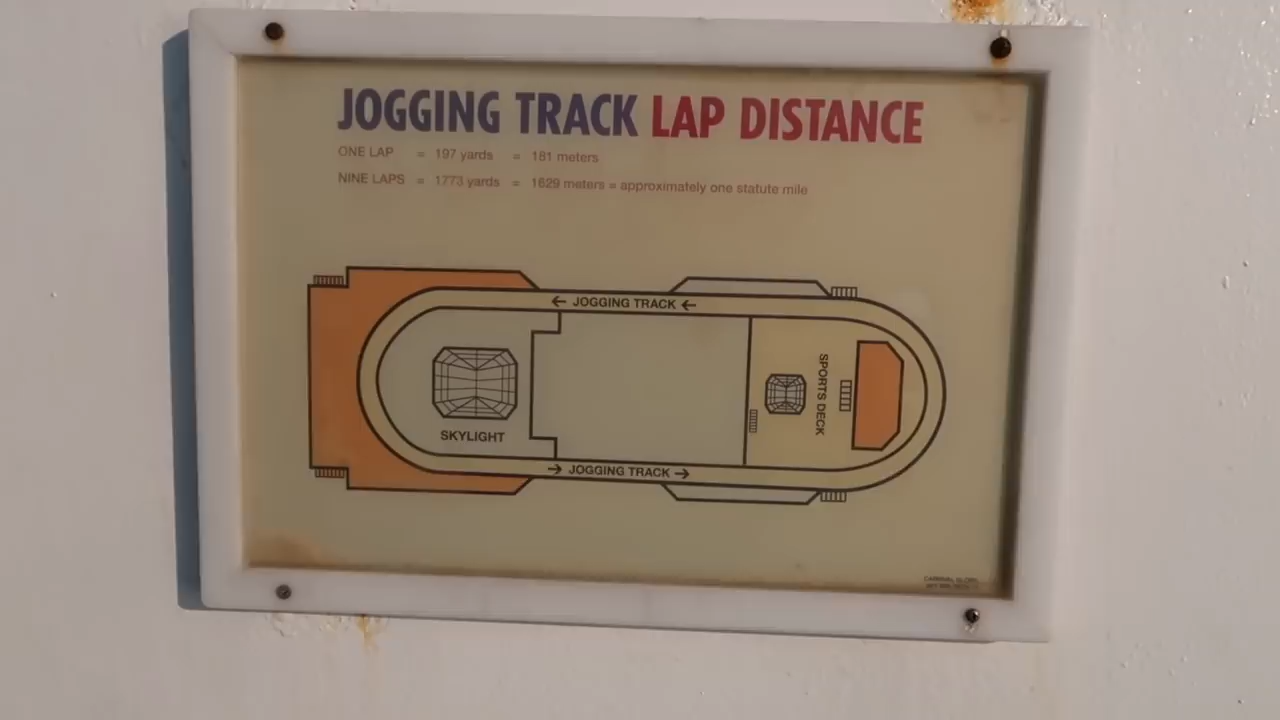 JOGGING TRACK LAP DISTANCE
ONE LAP = 197 yards = 181 meters
NINE LAPS = 1773 yards = 1629 meters = approximately one statute mile
← JOGGING TRACK ←
SKYLIGHT
SPORTS DECK
→ JOGGING TRACK →